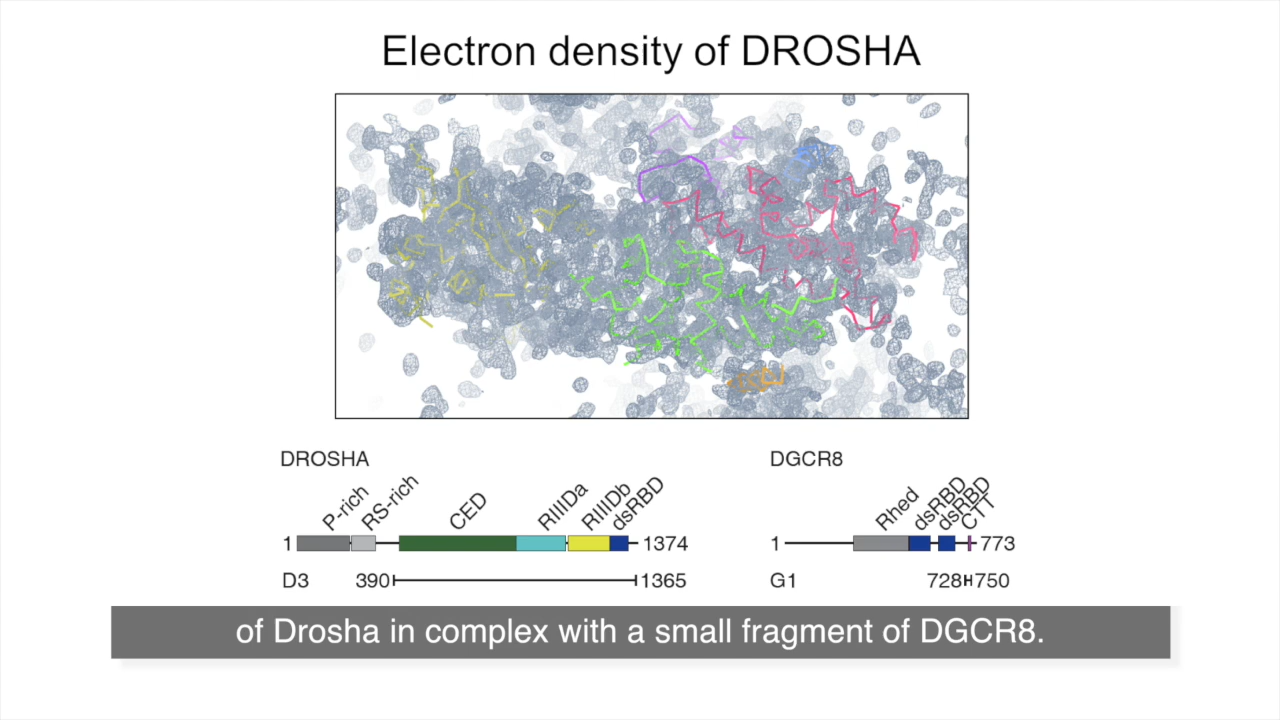 Electron density of DROSHA
DROSHA
P-rich RS-rich CED RIIIDa RIIIDb dsRBD
1 1374
D3 390 1365
DGCR8
Rhed dsRBD dsRBD CTT
1 773
G1 728 750
of Drosha in complex with a small fragment of DGCR8.